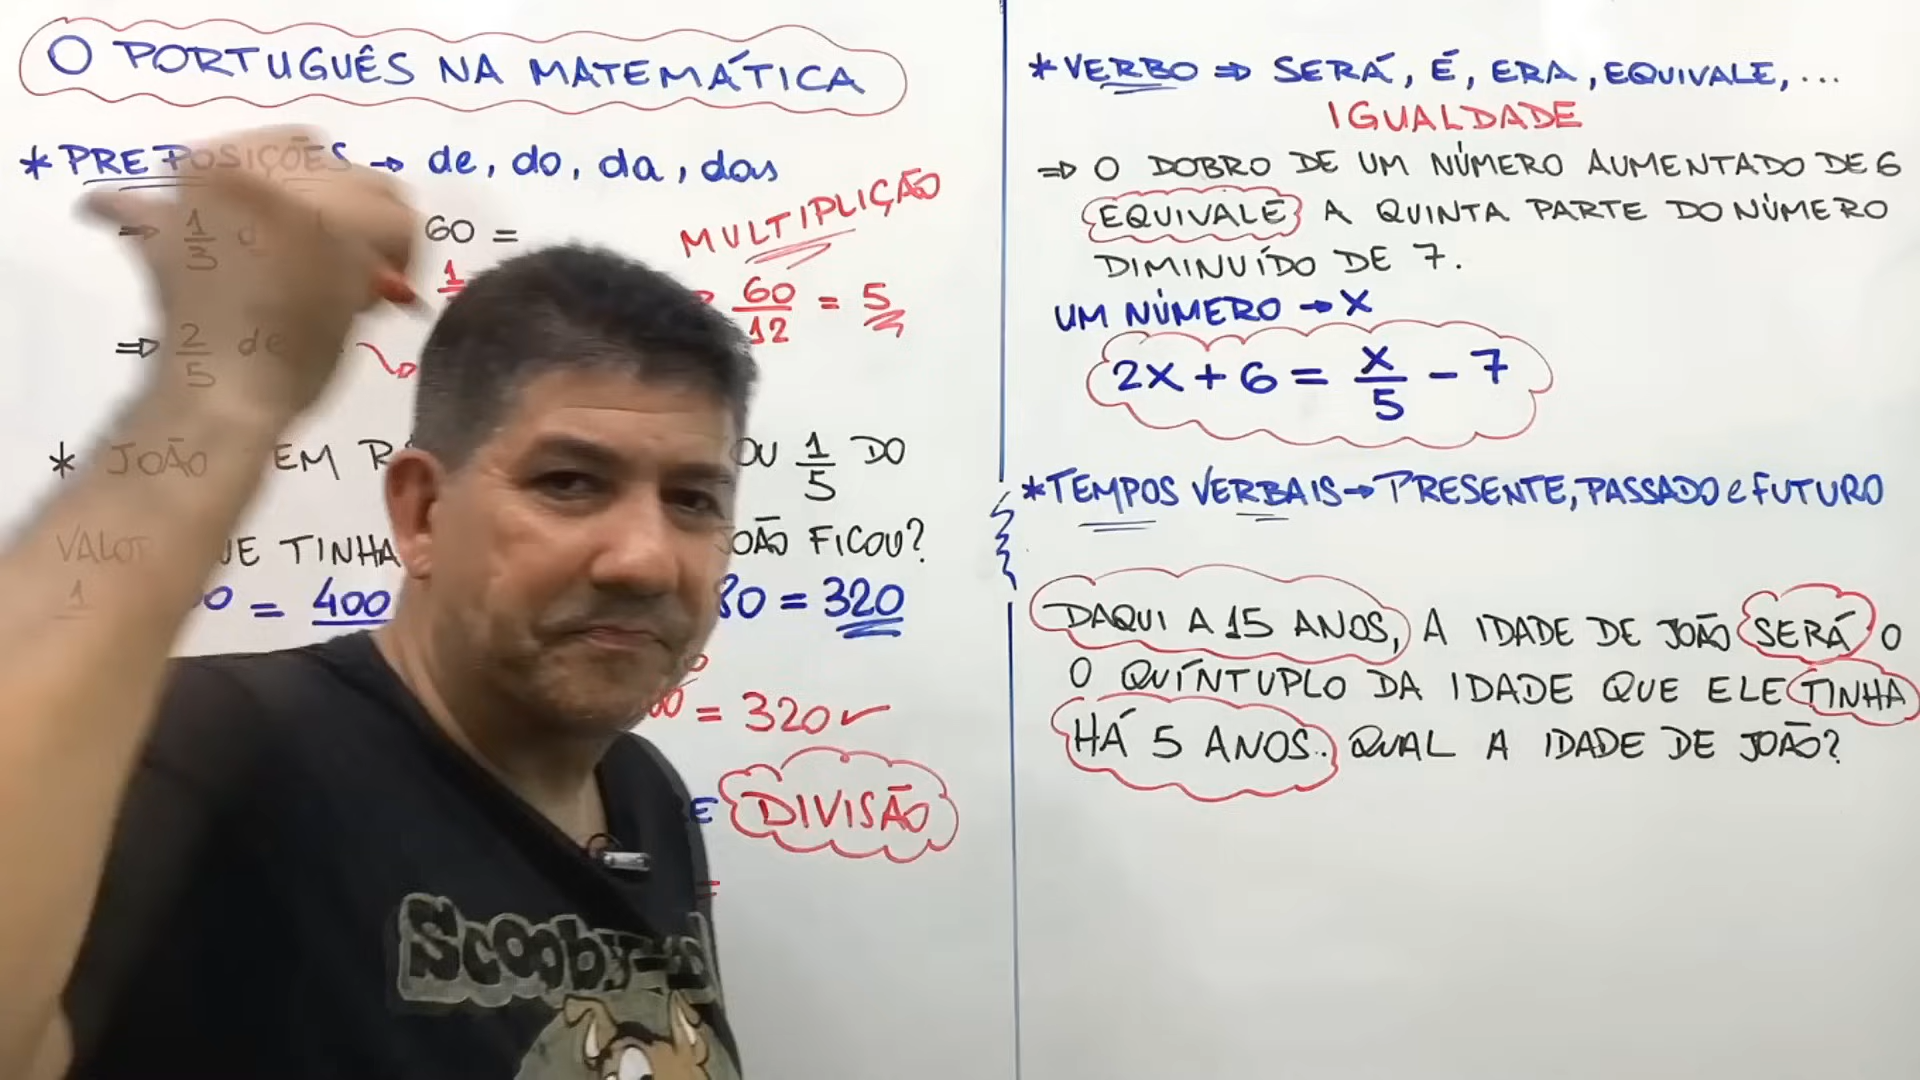 O PORTUGUÊS NA MATEMÁTICA
* PREPOSIÇÕES → de, do, da, dos
MULTIPLIÇÃO
⇒ 1/3 60 =
1 60/12 = 5
⇒ 2/5 de
* JOÃO TEM OU 1/5 DO
TINHA JOÃO FICOU?
1 = 400 80 = 320
= 320 ✓
E DIVISÃO
=
SCOOBY-
* VERBO ⇒ SERÁ, É, ERA, EQUIVALE, ...
IGUALDADE
⇒ O DOBRO DE UM NÚMERO AUMENTADO DE 6
EQUIVALE A QUINTA PARTE DO NÚMERO
DIMINUÍDO DE 7.
UM NÚMERO → X
2X + 6 = X/5 - 7
* TEMPOS VERBAIS → PRESENTE, PASSADO e FUTURO
DAQUI A 15 ANOS, A IDADE DE JOÃO SERÁ O
O QUÍNTUPLO DA IDADE QUE ELE TINHA
HÁ 5 ANOS. QUAL A IDADE DE JOÃO?